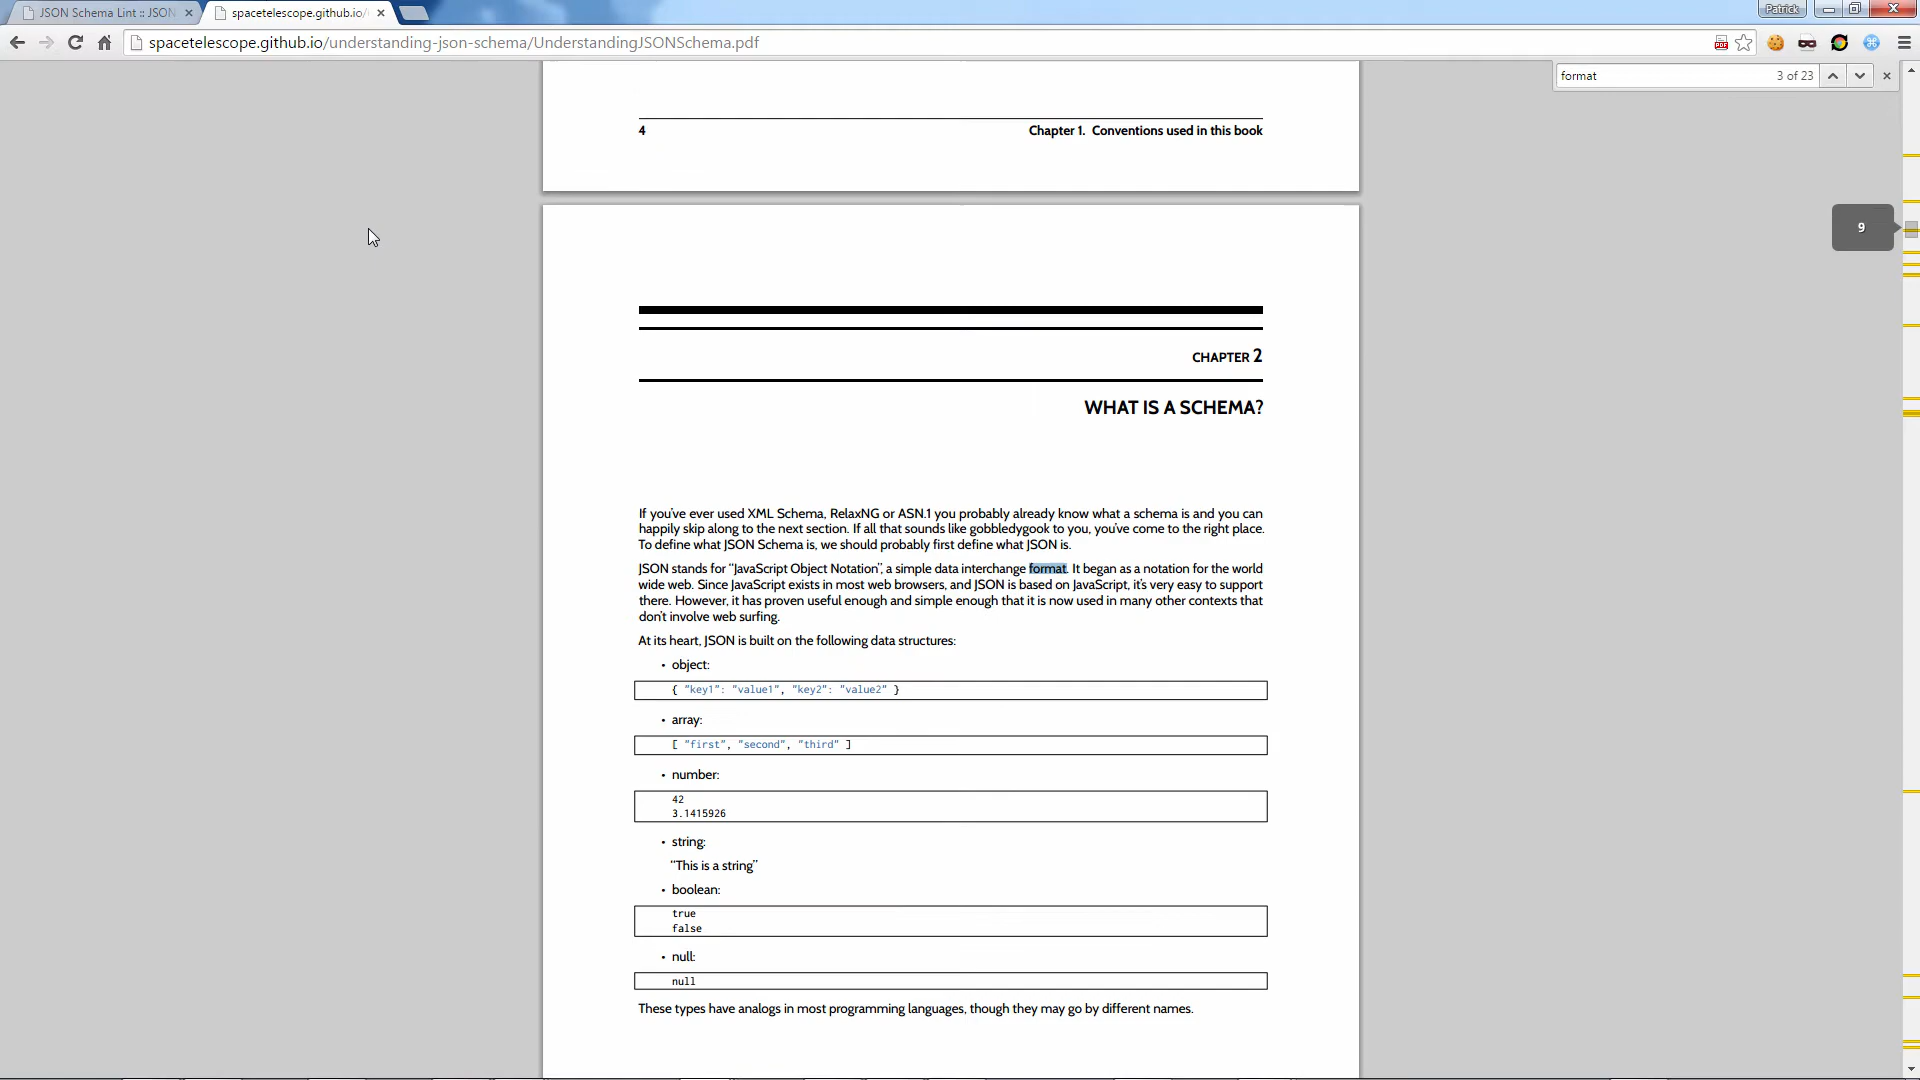 JSON Schema Lint :: JSON
spacetelescope.github.io/
Patrick
spacetelescope.github.io/understanding-json-schema/UnderstandingJSONSchema.pdf
PDF
format
3 of 23
4
Chapter 1. Conventions used in this book
9
CHAPTER 2
WHAT IS A SCHEMA?
If you've ever used XML Schema, RelaxNG or ASN.1 you probably already know what a schema is and you can
happily skip along to the next section. If all that sounds like gobbledygook to you, you've come to the right place.
To define what JSON Schema is, we should probably first define what JSON is.
JSON stands for “JavaScript Object Notation”, a simple data interchange format. It began as a notation for the world
wide web. Since JavaScript exists in most web browsers, and JSON is based on JavaScript, it's very easy to support
there. However, it has proven useful enough and simple enough that it is now used in many other contexts that
don't involve web surfing.
At its heart, JSON is built on the following data structures:
• object:
{ "key1": "value1", "key2": "value2" }
• array:
[ "first", "second", "third" ]
• number:
42
3.1415926
• string:
“This is a string”
• boolean:
true
false
• null:
null
These types have analogs in most programming languages, though they may go by different names.